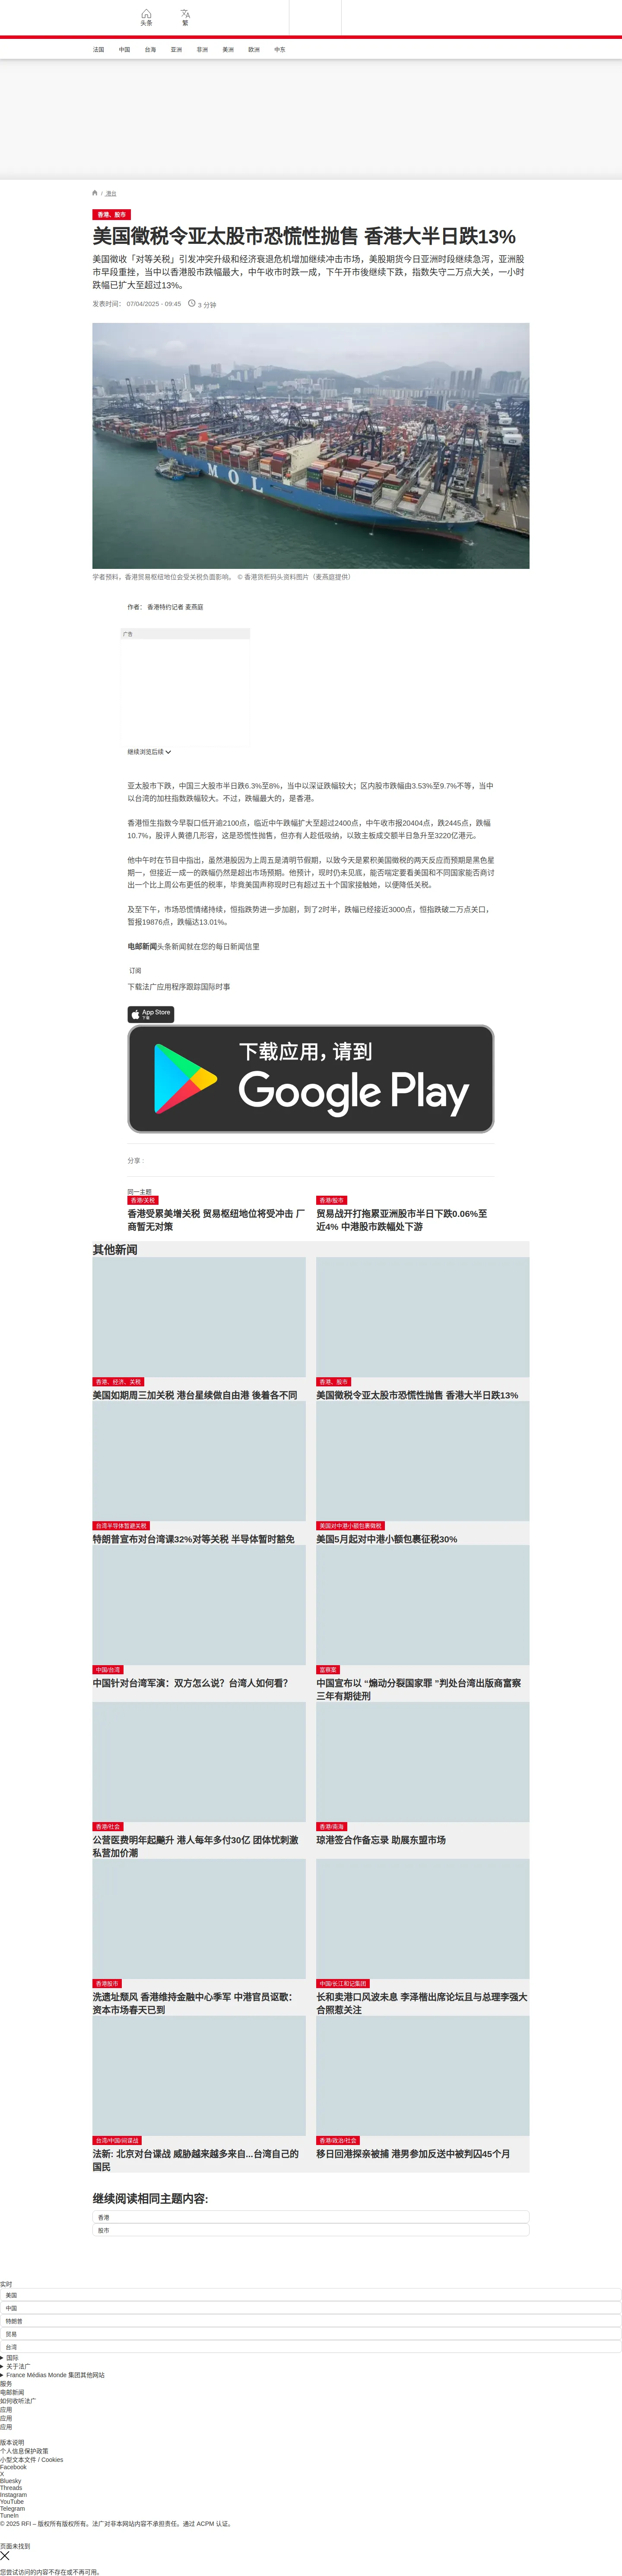 头条
繁
法国 中国 台海 亚洲 非洲 美洲 欧洲 中东
/ 港台
香港、股市
美国徵税令亚太股市恐慌性抛售 香港大半日跌13%
美国徵收「对等关税」引发冲突升级和经济衰退危机增加继续冲击市场，美股期货今日亚洲时段继续急泻，亚洲股
市早段重挫，当中以香港股市跌幅最大，中午收市时跌一成，下午开市後继续下跌，指数失守二万点大关，一小时
跌幅已扩大至超过13%。
发表时间： 07/04/2025 - 09:45 3 分钟
MOL
学者预料，香港贸易枢纽地位会受关税负面影响。 © 香港货柜码头资料图片（麦燕庭提供）
作者： 香港特约记者 麦燕庭
广告
继续浏览后续
亚太股市下跌，中国三大股市半日跌6.3%至8%，当中以深证跌幅较大；区内股市跌幅由3.53%至9.7%不等，当中
以台湾的加柱指数跌幅较大。不过，跌幅最大的，是香港。
香港恒生指数今早裂口低开逾2100点，临近中午跌幅扩大至超过2400点，中午收市报20404点，跌2445点，跌幅
10.7%，股评人黄德几形容，这是恐慌性抛售，但亦有人趁低吸纳，以致主板成交额半日急升至3220亿港元。
他中午时在节目中指出，虽然港股因为上周五是清明节假期，以致今天是累积美国徵税的两天反应而预期是黑色星
期一，但接近一成一的跌幅仍然是超出市场预期。他预计，现时仍未见底，能否喘定要看美国和不同国家能否商讨
出一个比上周公布更低的税率，毕竟美国声称现时已有超过五十个国家接触她，以便降低关税。
及至下午，市场恐慌情绪持续，恒指跌势进一步加剧，到了2时半，跌幅已经接近3000点，恒指跌破二万点关口，
暂报19876点，跌幅达13.01%。
电邮新闻头条新闻就在您的每日新闻信里
订阅
下载法广应用程序跟踪国际时事
App Store
下载
下载应用，请到
Google Play
分享 :
同一主题
香港/关税
香港受累美增关税 贸易枢纽地位将受冲击 厂
商暂无对策
香港/股市
贸易战开打拖累亚洲股市半日下跌0.06%至
近4% 中港股市跌幅处下游
其他新闻
香港、经济、关税
美国如期周三加关税 港台星续做自由港 後着各不同
香港、股市
美国徵税令亚太股市恐慌性抛售 香港大半日跌13%
台湾半导体暂避关税
特朗普宣布对台湾课32%对等关税 半导体暂时豁免
美国对中港小额包裹徵税
美国5月起对中港小额包裹征税30%
中国/台湾
中国针对台湾军演：双方怎么说？台湾人如何看？
富察案
中国宣布以 “煽动分裂国家罪 ”判处台湾出版商富察
三年有期徒刑
香港/社会
公营医费明年起飈升 港人每年多付30亿 团体忧刺激
私营加价潮
香港/南海
琼港签合作备忘录 助展东盟市场
香港股市
洗遗址颓风 香港维持金融中心季军 中港官员讴歌：
资本市场春天已到
中国/长江和记集团
长和卖港口风波未息 李泽楷出席论坛且与总理李强大
合照惹关注
台湾/中国/间谍战
法新: 北京对台谍战 威胁越来越多来自...台湾自己的
国民
香港/政治/社会
移日回港探亲被捕 港男参加反送中被判囚45个月
继续阅读相同主题内容:
香港
股市
实时
美国
中国
特朗普
贸易
台湾
国际
关于法广
France Médias Monde 集团其他网站
服务
电邮新闻
如何收听法广
应用
应用
应用
版本说明
个人信息保护政策
小型文本文件 / Cookies
Facebook
X
Bluesky
Threads
Instagram
YouTube
Telegram
TuneIn
© 2025 RFI – 版权所有版权所有。法广对非本网站内容不承担责任。通过 ACPM 认证。
页面未找到
您尝试访问的内容不存在或不再可用。